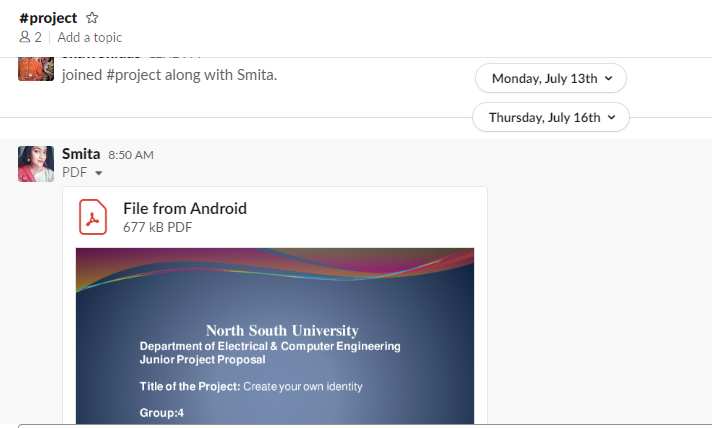 #project
2
Add a topic
joined #project along with Smita.
Monday, July 13th
Thursday, July 16th
Smita 8:50 AM
PDF
File from Android
677 kB PDF
North South University
Department of Electrical & Computer Engineering
Junior Project Proposal
Title of the Project: Create your own identity
Group:4